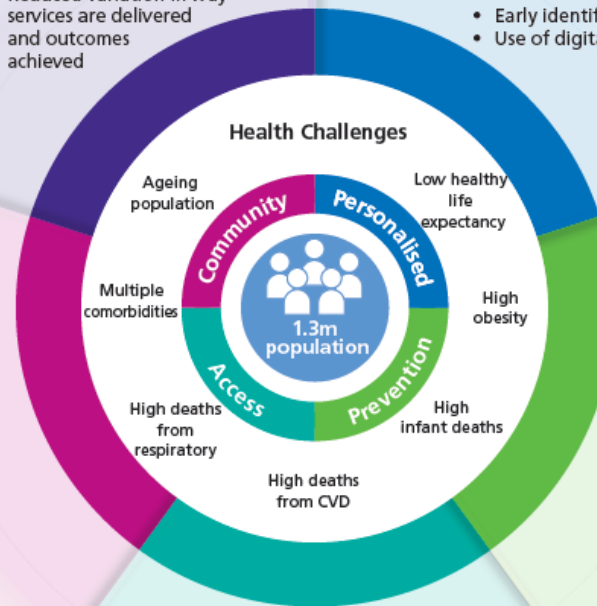 services are delivered
and outcomes
achieved
• Early
• Use of
Health Challenges
Ageing
population
Low healthy
life
expectancy
Community
Personalised
Multiple
comorbidities
1.3m
population
High
obesity
Access
Prevention
High deaths
from
respiratory
High
infant deaths
High deaths
from CVD